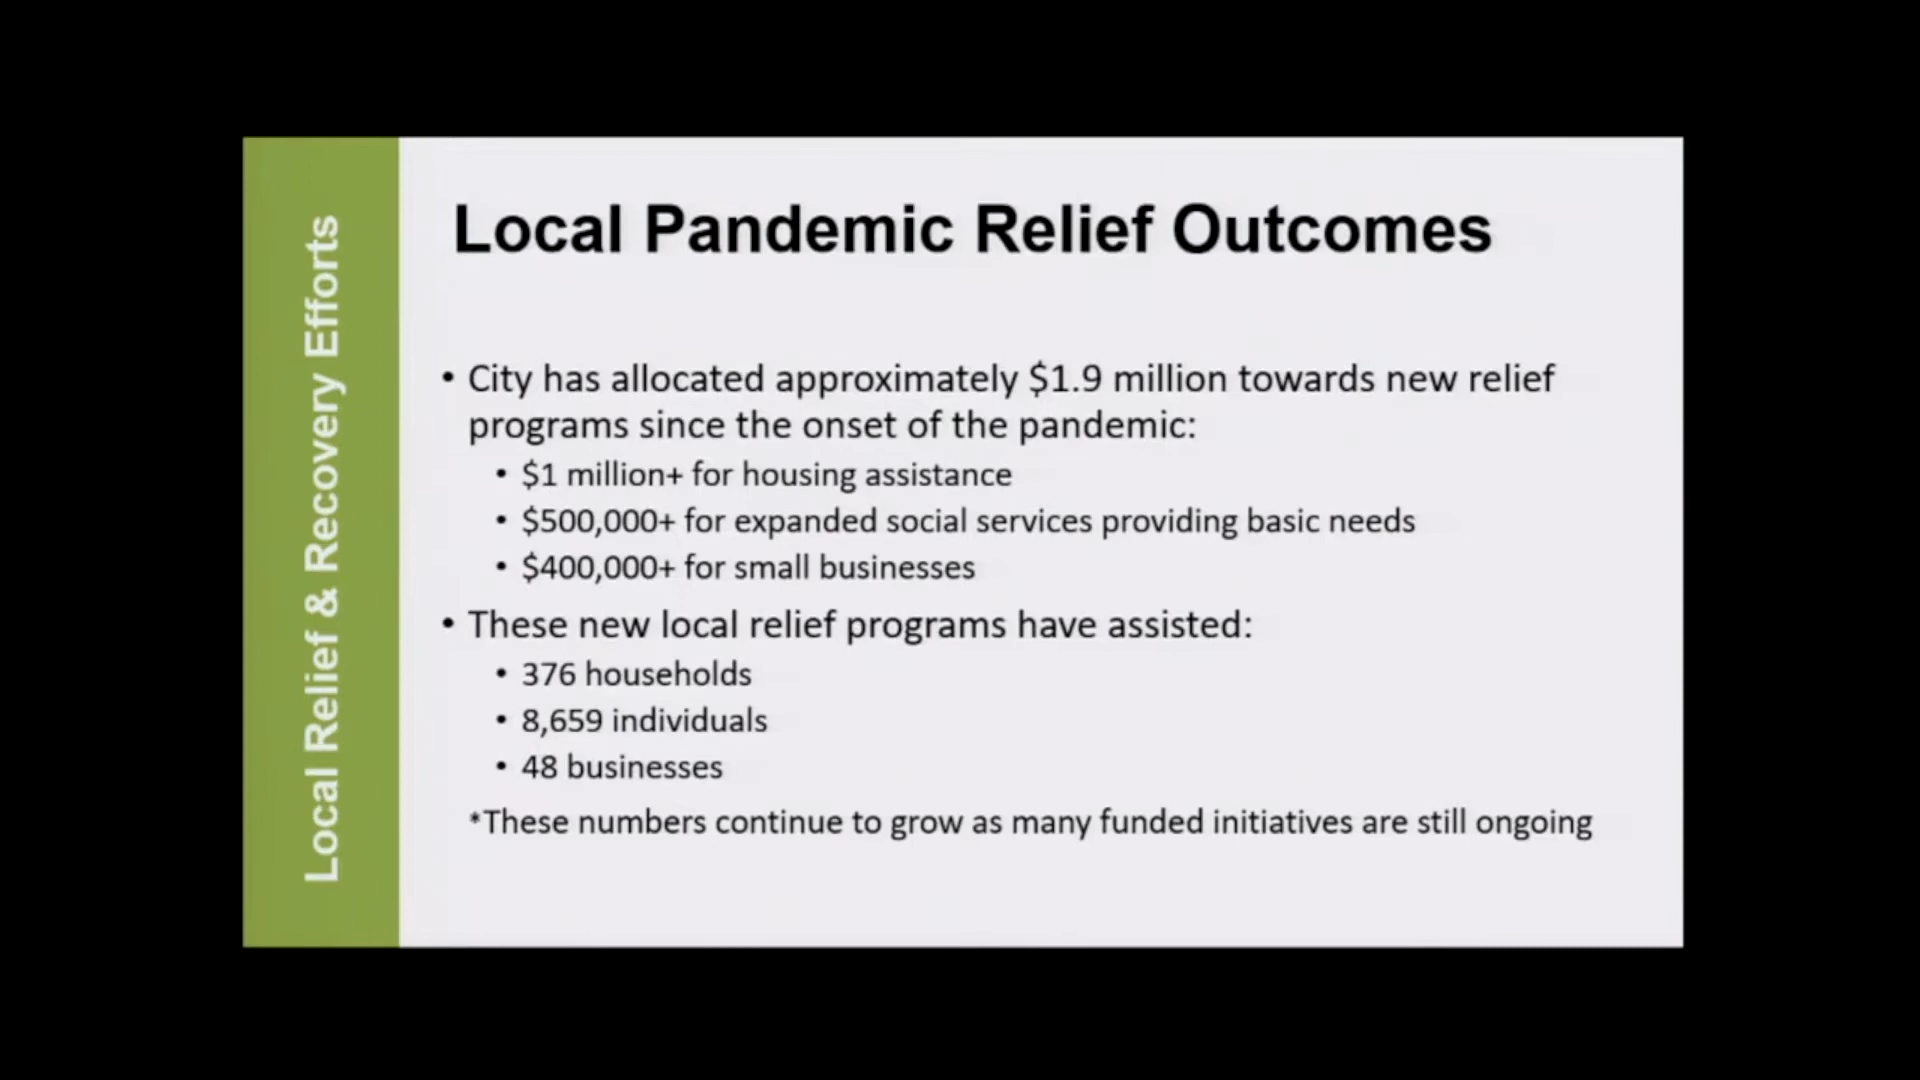 Local Relief & Recovery Efforts
Local Pandemic Relief Outcomes
• City has allocated approximately $1.9 million towards new relief
programs since the onset of the pandemic:
• $1 million+ for housing assistance
• $500,000+ for expanded social services providing basic needs
• $400,000+ for small businesses
• These new local relief programs have assisted:
• 376 households
• 8,659 individuals
• 48 businesses
*These numbers continue to grow as many funded initiatives are still ongoing